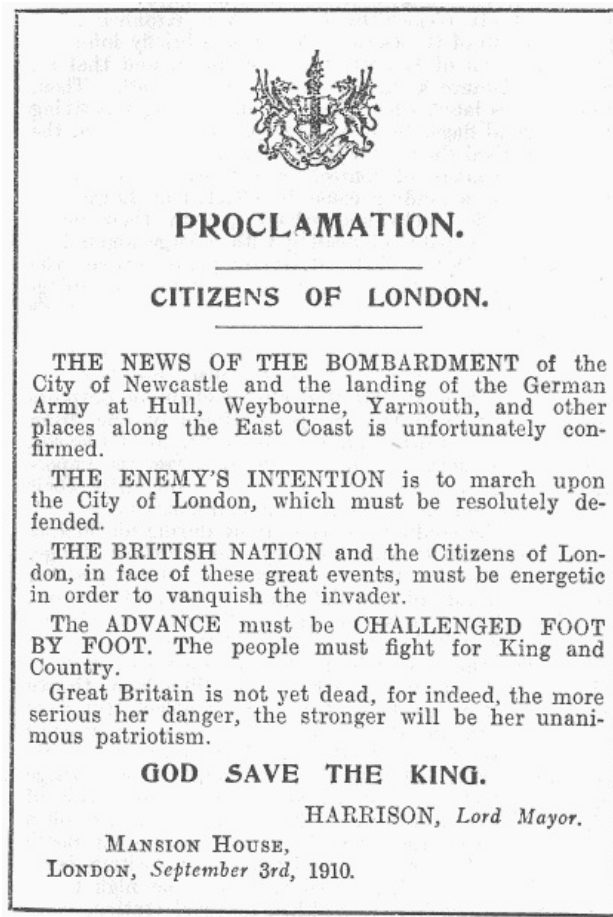 PROCLAMATION.
CITIZENS OF LONDON.
THE NEWS OF THE BOMBARDMENT of the
City of Newcastle and the landing of the German
Army at Hull, Weybourne, Yarmouth, and other
places along the East Coast is unfortunately con-
firmed.
THE ENEMY'S INTENTION is to march upon
the City of London, which must be resolutely de-
fended.
THE BRITISH NATION and the Citizens of Lon-
don, in face of these great events, must be energetic
in order to vanquish the invader.
The ADVANCE must be CHALLENGED FOOT
BY FOOT. The people must fight for King and
Country.
Great Britain is not yet dead, for indeed, the more
serious her danger, the stronger will be her unani-
mous patriotism.
GOD SAVE THE KING.
HARRISON, Lord Mayor.
MANSION HOUSE,
LONDON, September 3rd, 1910.